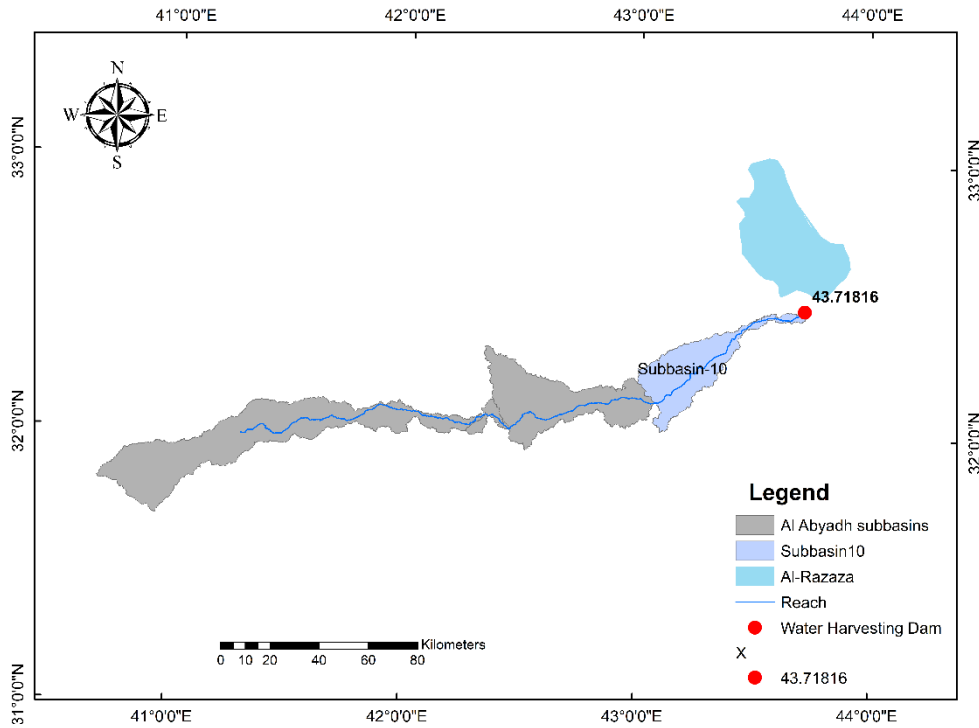 41°0'0"E 42°0'0"E 43°0'0"E 44°0'0"E
N
W E
S
33°0'0"N
33°0'0"N
43.71816
Subbasin-10
32°0'0"N
32°0'0"N
Legend
Al Abyadh subbasins
Subbasin10
Al-Razaza
Reach
Water Harvesting Dam
X
43.71816
Kilometers
0 10 20 40 60 80
31°0'0"N
31°0'0"N
41°0'0"E 42°0'0"E 43°0'0"E 44°0'0"E